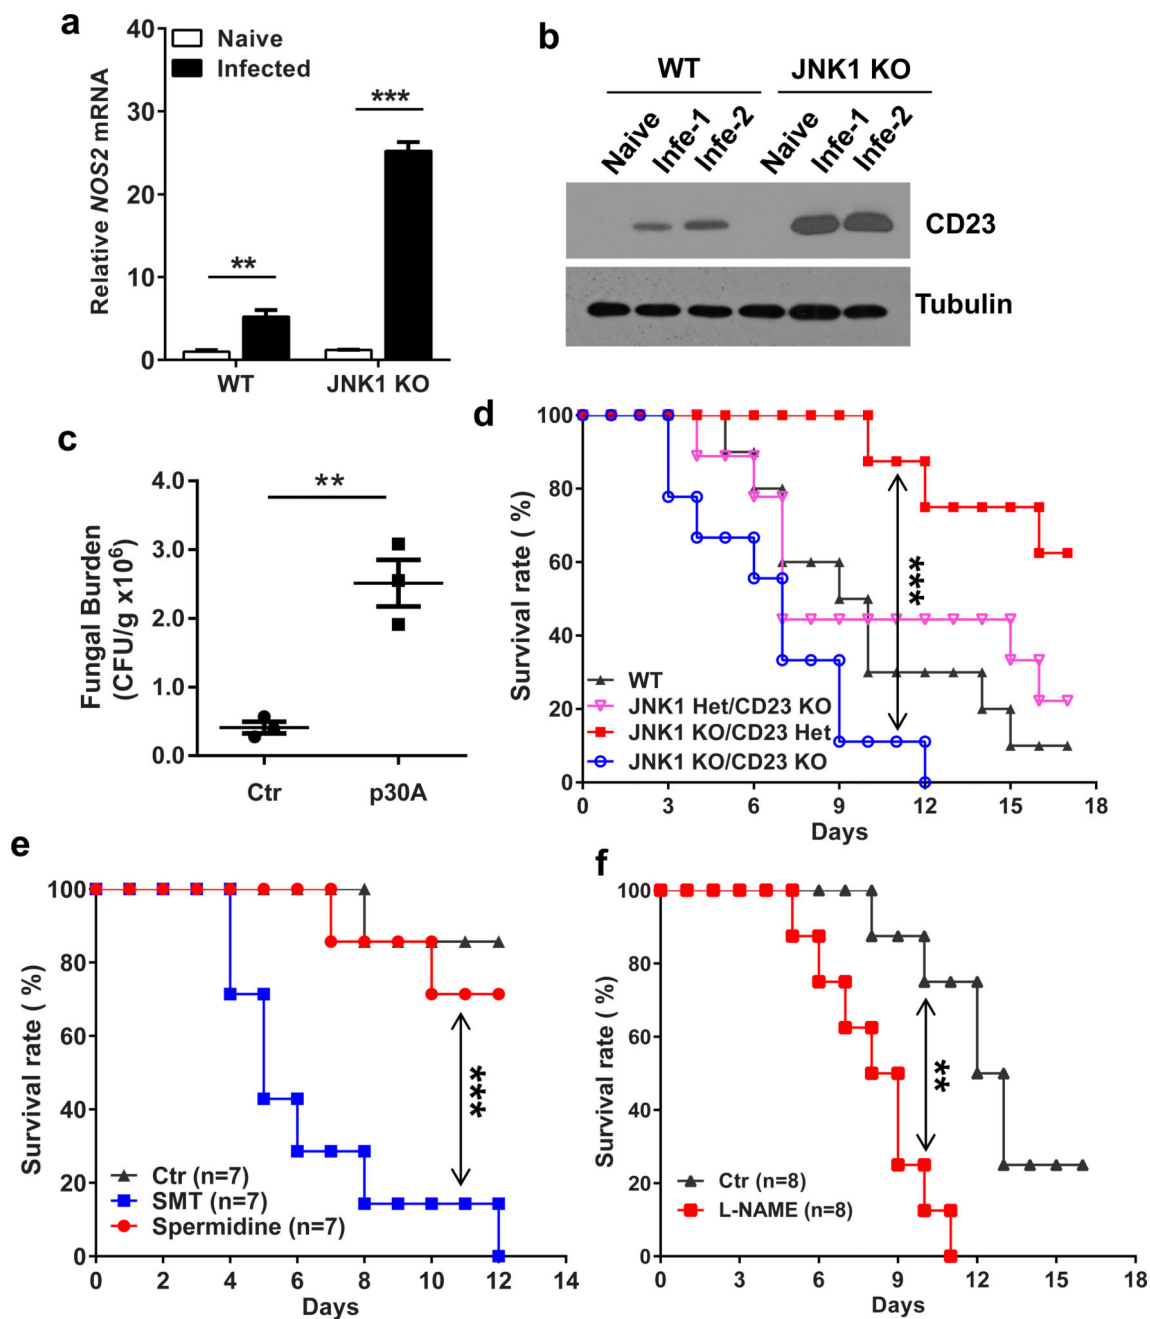 a
Naive
Infected
Relative NOS2 mRNA
40
30
20
10
0
**
***
WT
JNK1 KO
b
WT
JNK1 KO
Naive
Infe-1
Infe-2
Naive
Infe-1
Infe-2
CD23
Tubulin
c
Fungal Burden
(CFU/g x10⁶)
4.0
3.0
2.0
1.0
0.0
**
Ctr
p30A
d
Survival rate ( %)
100
80
60
40
20
0
***
WT
JNK1 Het/CD23 KO
JNK1 KO/CD23 Het
JNK1 KO/CD23 KO
0 3 6 9 12 15 18
Days
e
Survival rate ( %)
100
80
60
40
20
0
***
Ctr (n=7)
SMT (n=7)
Spermidine (n=7)
0 2 4 6 8 10 12 14
Days
f
Survival rate ( %)
100
80
60
40
20
0
**
Ctr (n=8)
L-NAME (n=8)
0 3 6 9 12 15 18
Days